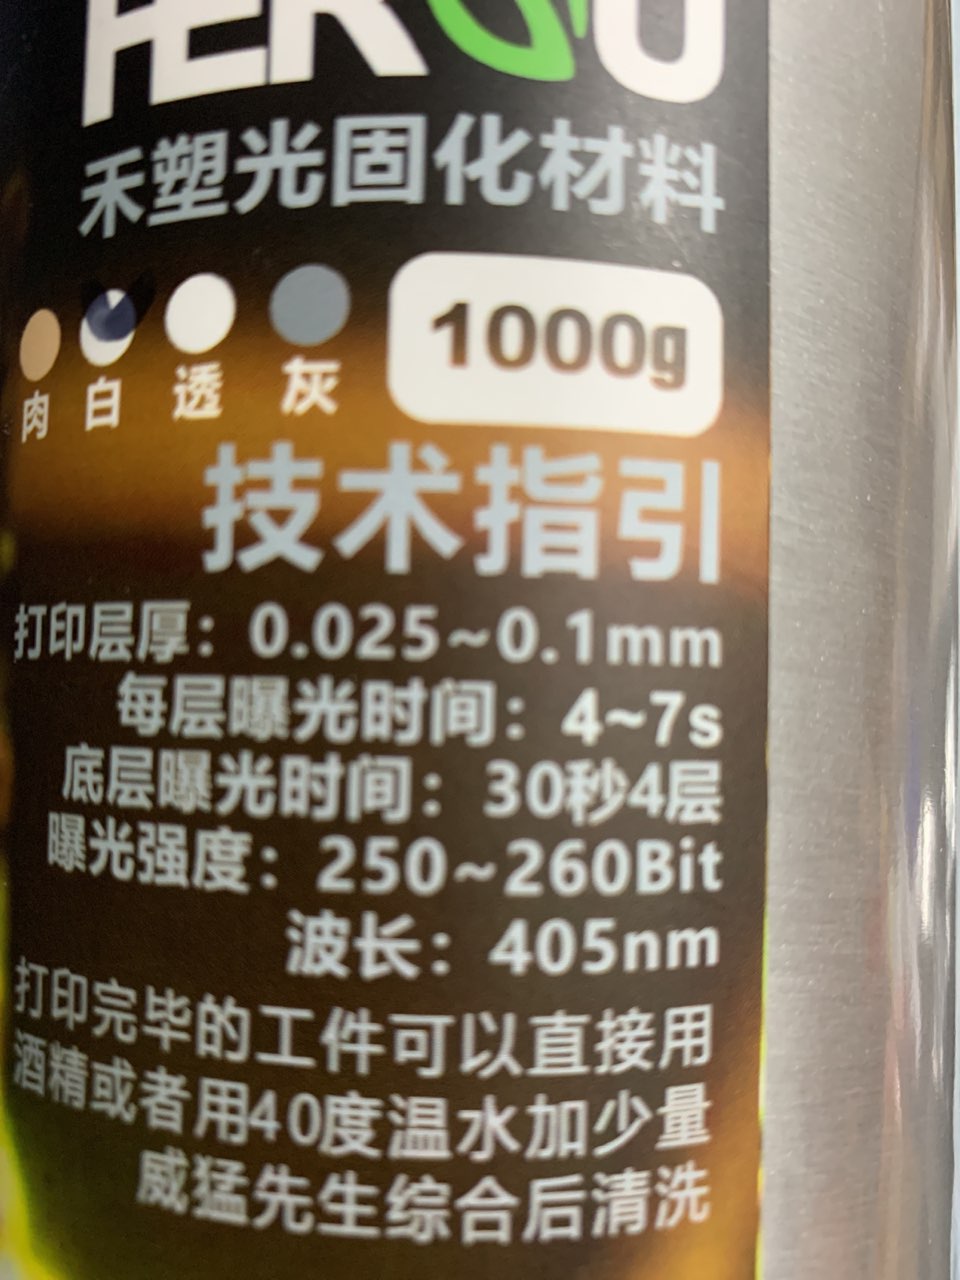 禾塑光固化材料
肉 白 透 灰
1000g
技术指引
打印层厚：0.025~0.1mm
每层曝光时间：4~7s
底层曝光时间：30秒4层
曝光强度：250~260Bit
波长：405nm
打印完毕的工件可以直接用
酒精或者用40度温水加少量
威猛先生综合后清洗